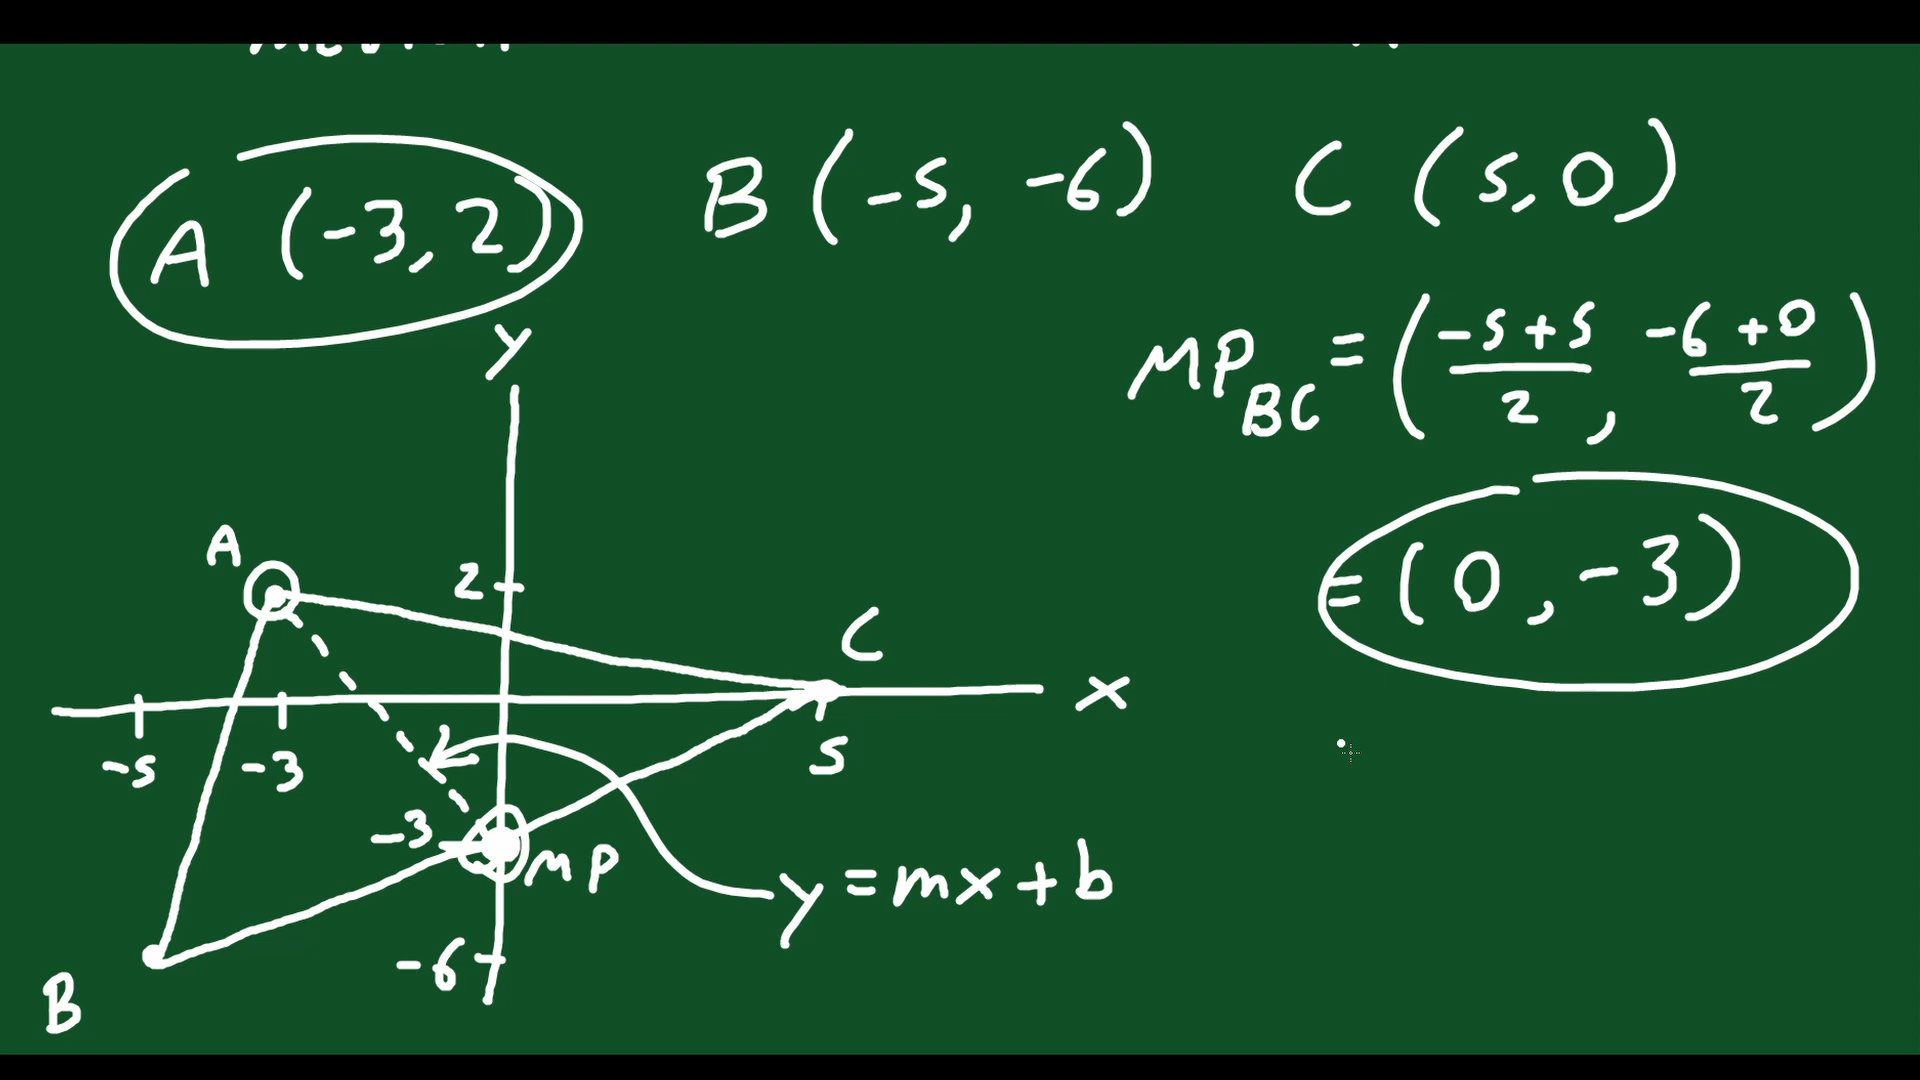 A (-3, 2) B (-5, -6) C (5, 0)
MP_BC = (-5+5/2, -6+0/2)
= (0, -3)
y
A
2
C
x
-5 -3 5
-3 MP
y = mx + b
-6
B